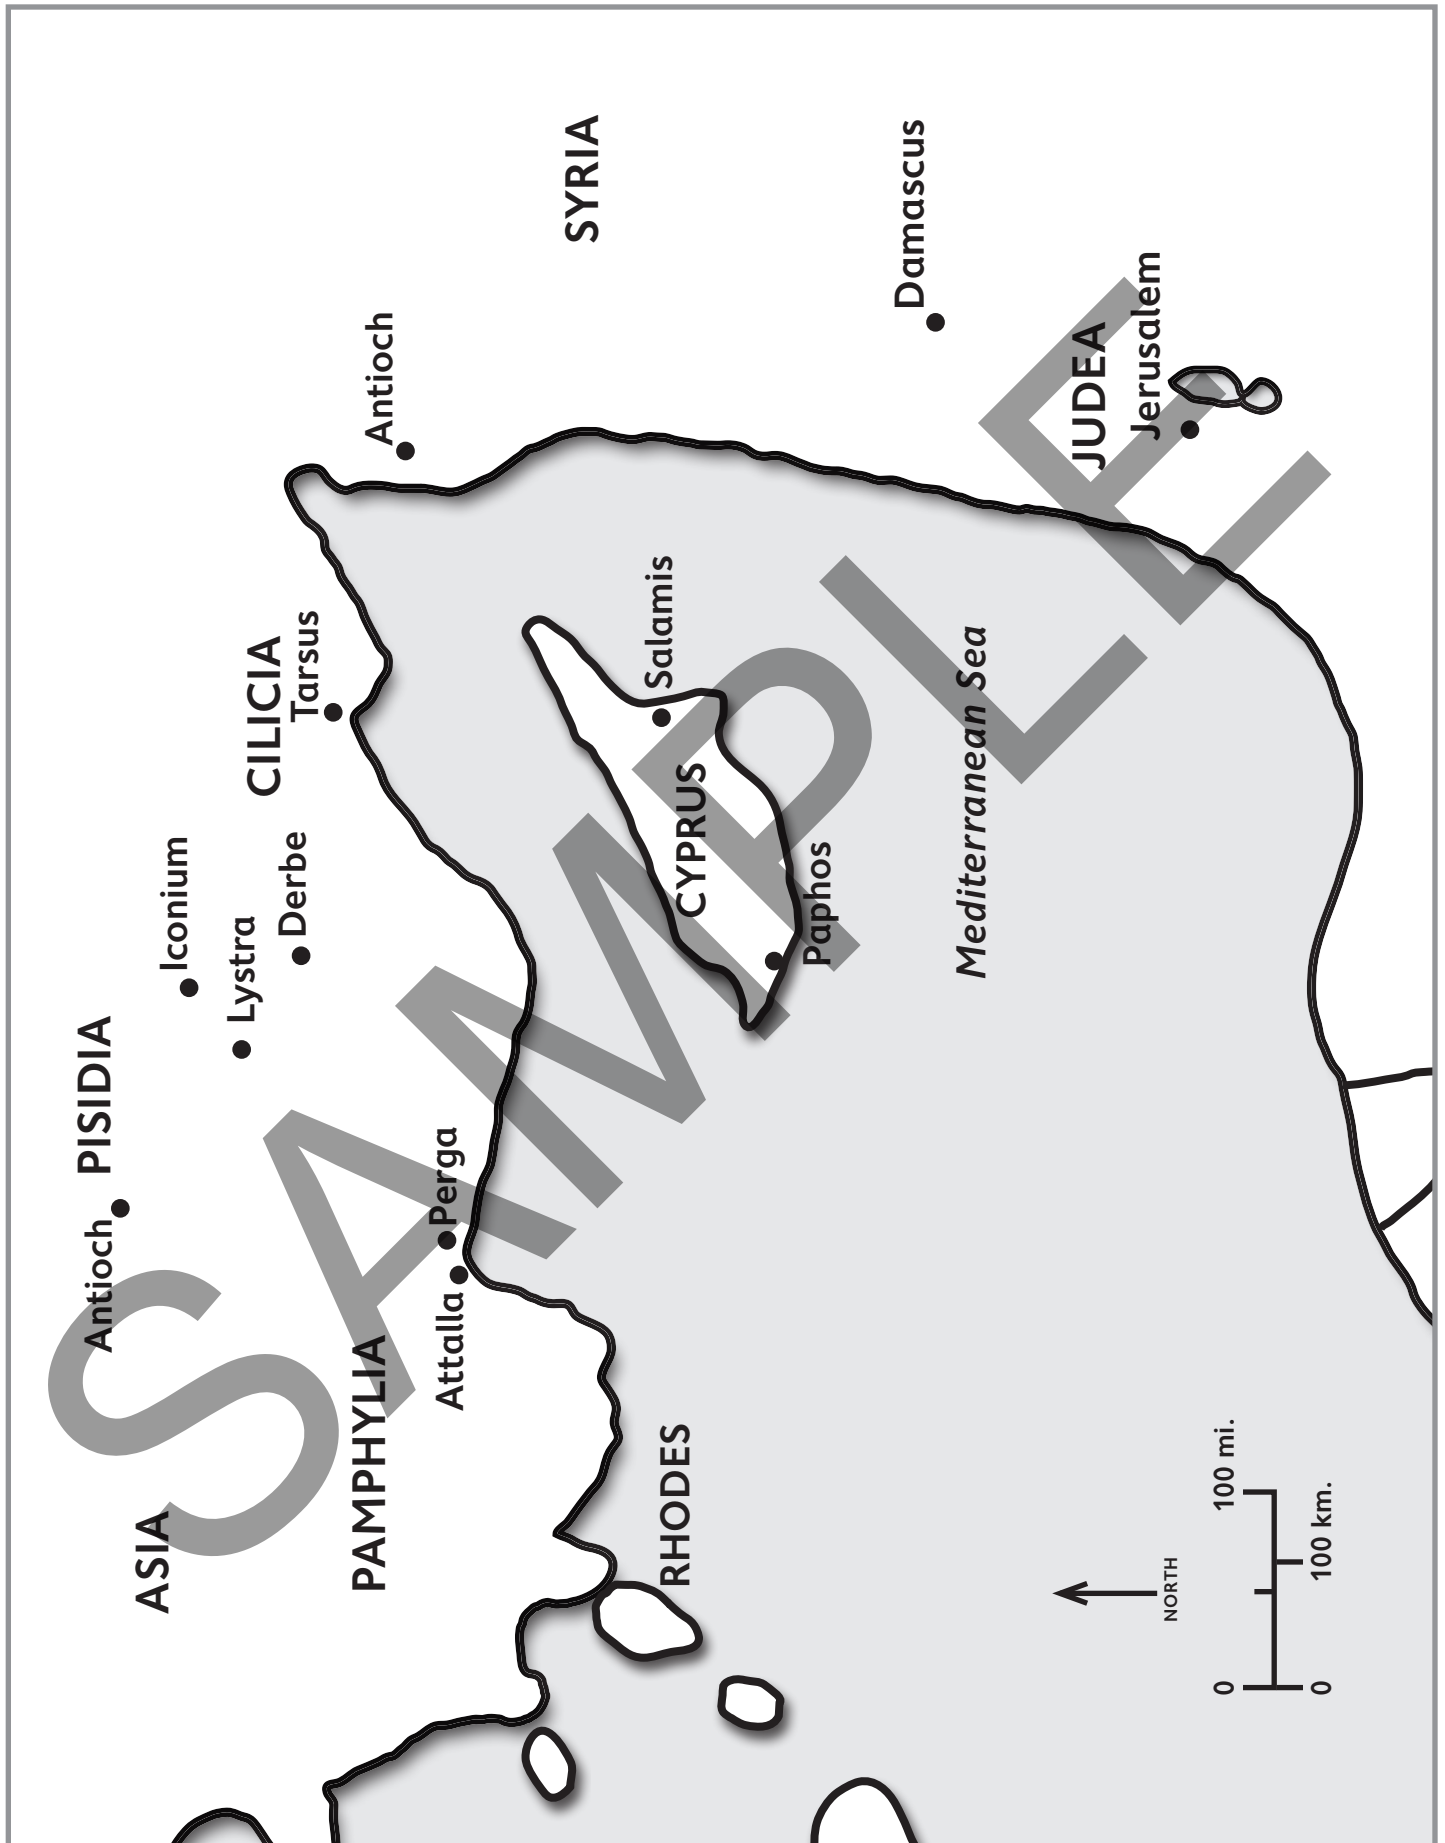 ASIA
Antioch
PISIDIA
Iconium
Lystra
Derbe
CILICIA
Tarsus
Antioch
SYRIA
PAMPHYLIA
Attalla
Perga
RHODES
CYPRUS
Salamis
Paphos
Damascus
Mediterranean Sea
JUDEA
Jerusalem
NORTH
0 100 mi.
0 100 km.
SAMPLE